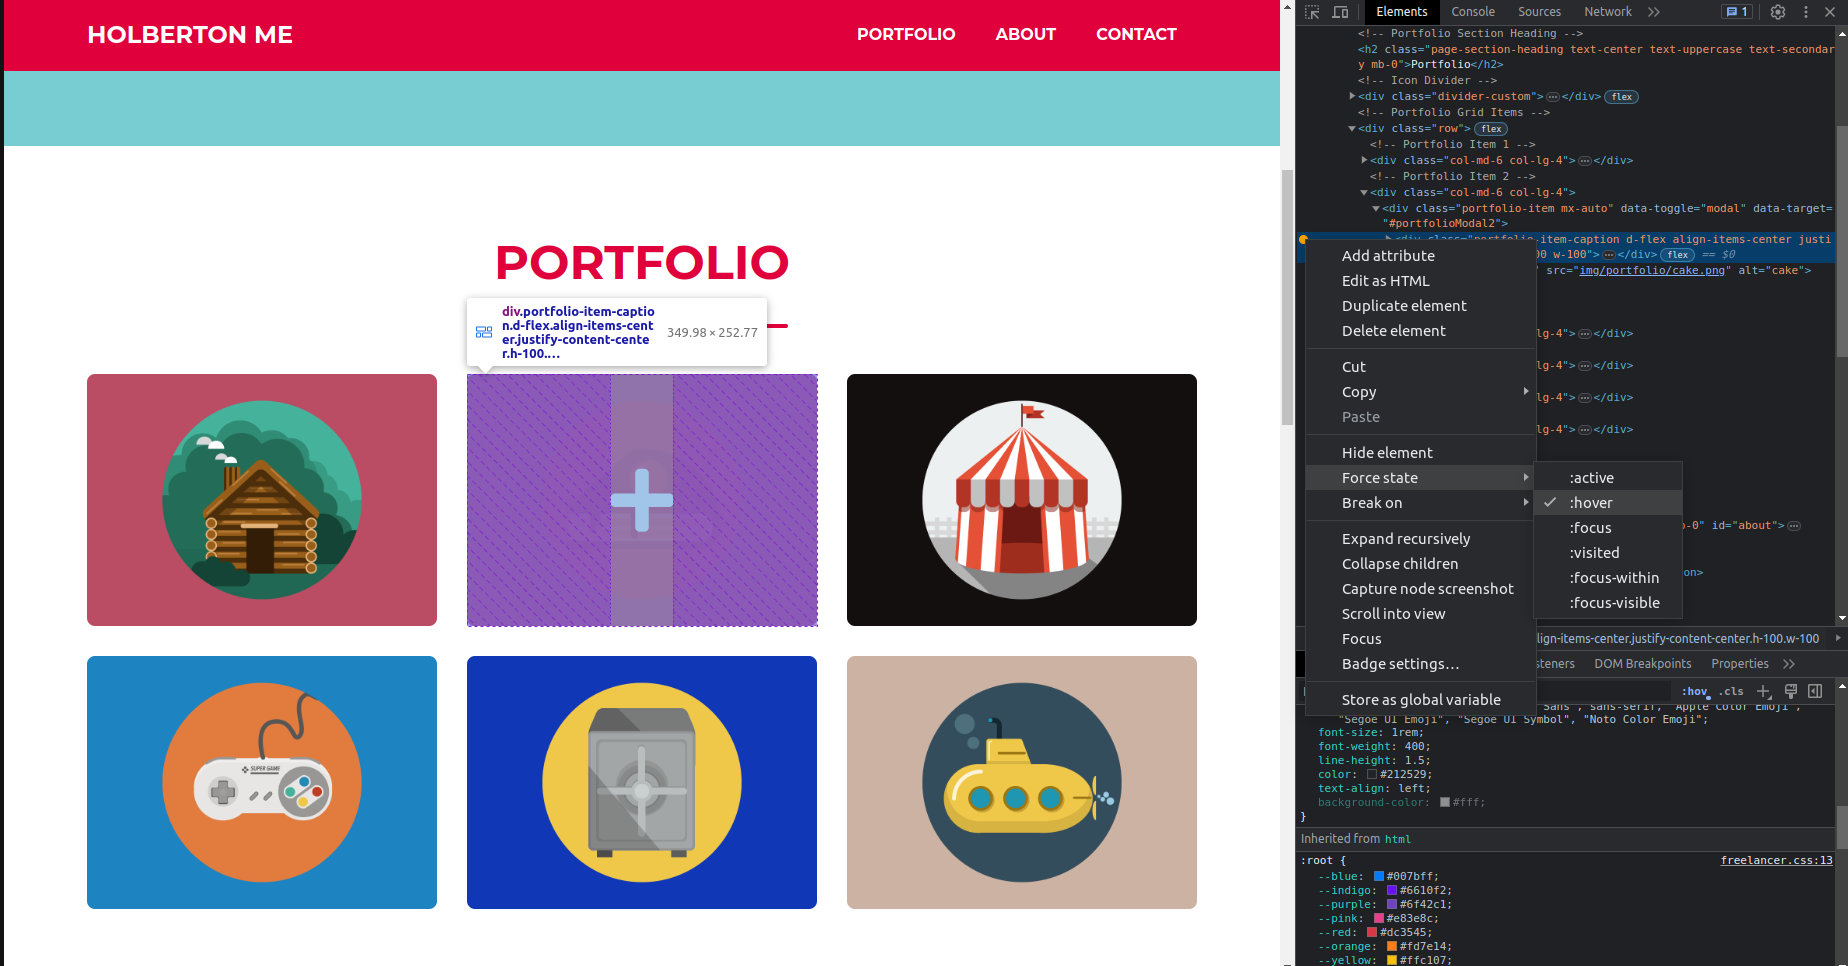 HOLBERTON ME
PORTFOLIO ABOUT CONTACT
PORTFOLIO
div.portfolio-item-captio
n.d-flex.align-items-cent
er.justify-content-cente
r.h-100.…
349.98 × 252.77
SUPER GAME
Elements Console Sources Network 1
<!-- Portfolio Section Heading -->
<h2 class="page-section-heading text-center text-uppercase text-secondar
y mb-0">Portfolio</h2>
<!-- Icon Divider -->
<div class="divider-custom">…</div> flex
<!-- Portfolio Grid Items -->
<div class="row"> flex
<!-- Portfolio Item 1 -->
<div class="col-md-6 col-lg-4">…</div>
<!-- Portfolio Item 2 -->
<div class="col-md-6 col-lg-4">
<div class="portfolio-item mx-auto" data-toggle="modal" data-target=
"#portfolioModal2">
<div class="portfolio-item-caption d-flex align-items-center justi
00 w-100">…</div> flex == $0
" src="img/portfolio/cake.png" alt="cake">
lg-4">…</div>
lg-4">…</div>
lg-4">…</div>
lg-4">…</div>
b-0" id="about">…
on>
Add attribute
Edit as HTML
Duplicate element
Delete element
Cut
Copy
Paste
Hide element
Force state
Break on
Expand recursively
Collapse children
Capture node screenshot
Scroll into view
Focus
Badge settings…
Store as global variable
:active
:hover
:focus
:visited
:focus-within
:focus-visible
lign-items-center.justify-content-center.h-100.w-100
steners DOM Breakpoints Properties
:hov .cls
Sans", sans-serif, "Apple Color Emoji",
"Segoe UI Emoji", "Segoe UI Symbol", "Noto Color Emoji";
font-size: 1rem;
font-weight: 400;
line-height: 1.5;
color: #212529;
text-align: left;
background-color: #fff;
}
Inherited from html
:root { freelancer.css:13
--blue: #007bff;
--indigo: #6610f2;
--purple: #6f42c1;
--pink: #e83e8c;
--red: #dc3545;
--orange: #fd7e14;
--yellow: #ffc107;